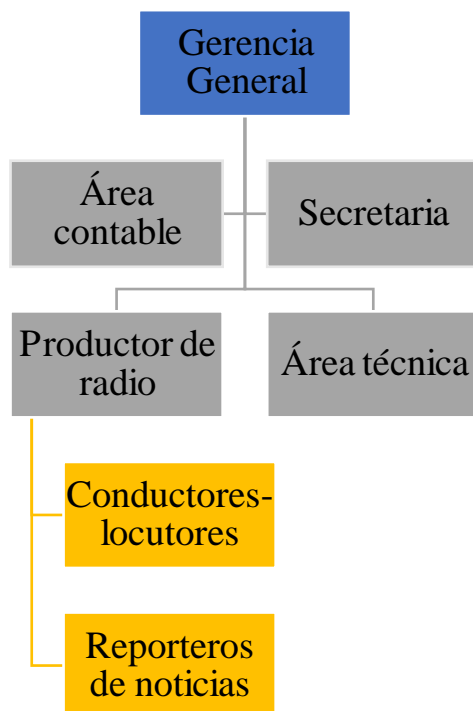 Gerencia
General
Área
contable
Secretaria
Productor de
radio
Área técnica
Conductores-
locutores
Reporteros
de noticias